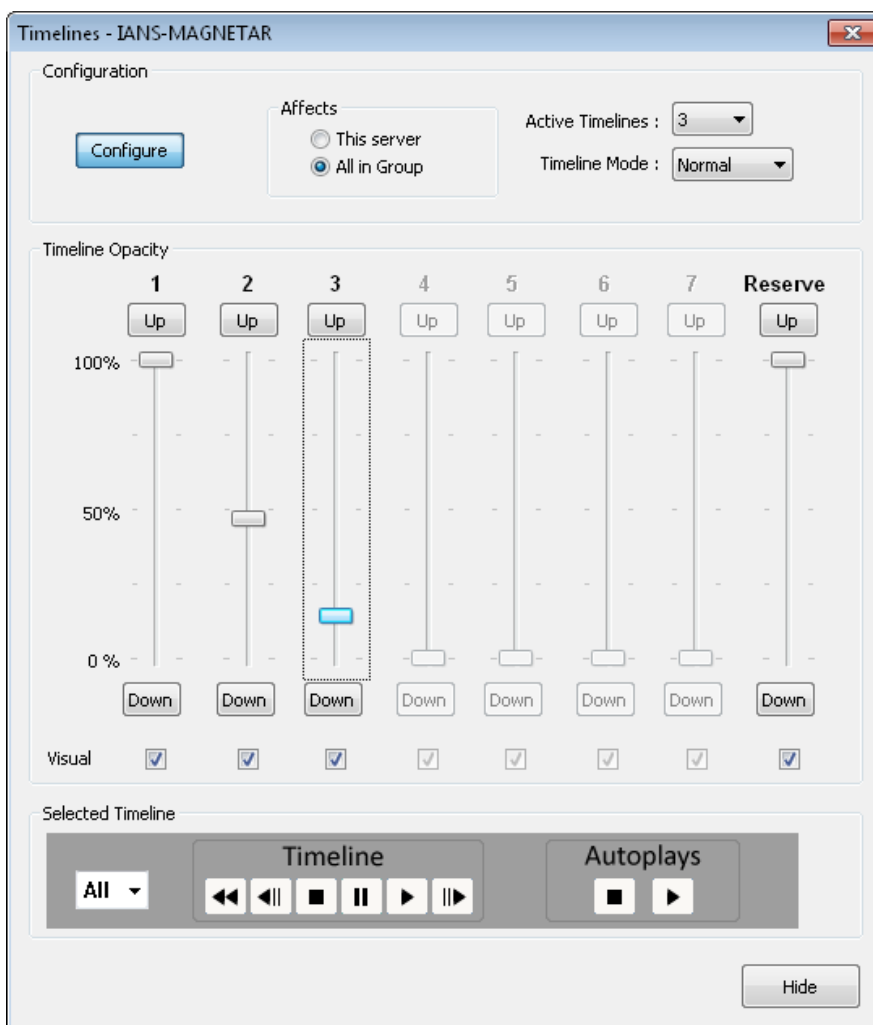 Timelines - IANS-MAGNETAR
Configuration
Configure
Affects
This server
All in Group
Active Timelines : 3
Timeline Mode : Normal
Timeline Opacity
1 2 3 4 5 6 7 Reserve
Up Up Up Up Up Up Up Up
100%
50%
0 %
Down Down Down Down Down Down Down Down
Visual
Selected Timeline
All
Timeline
Autoplays
Hide